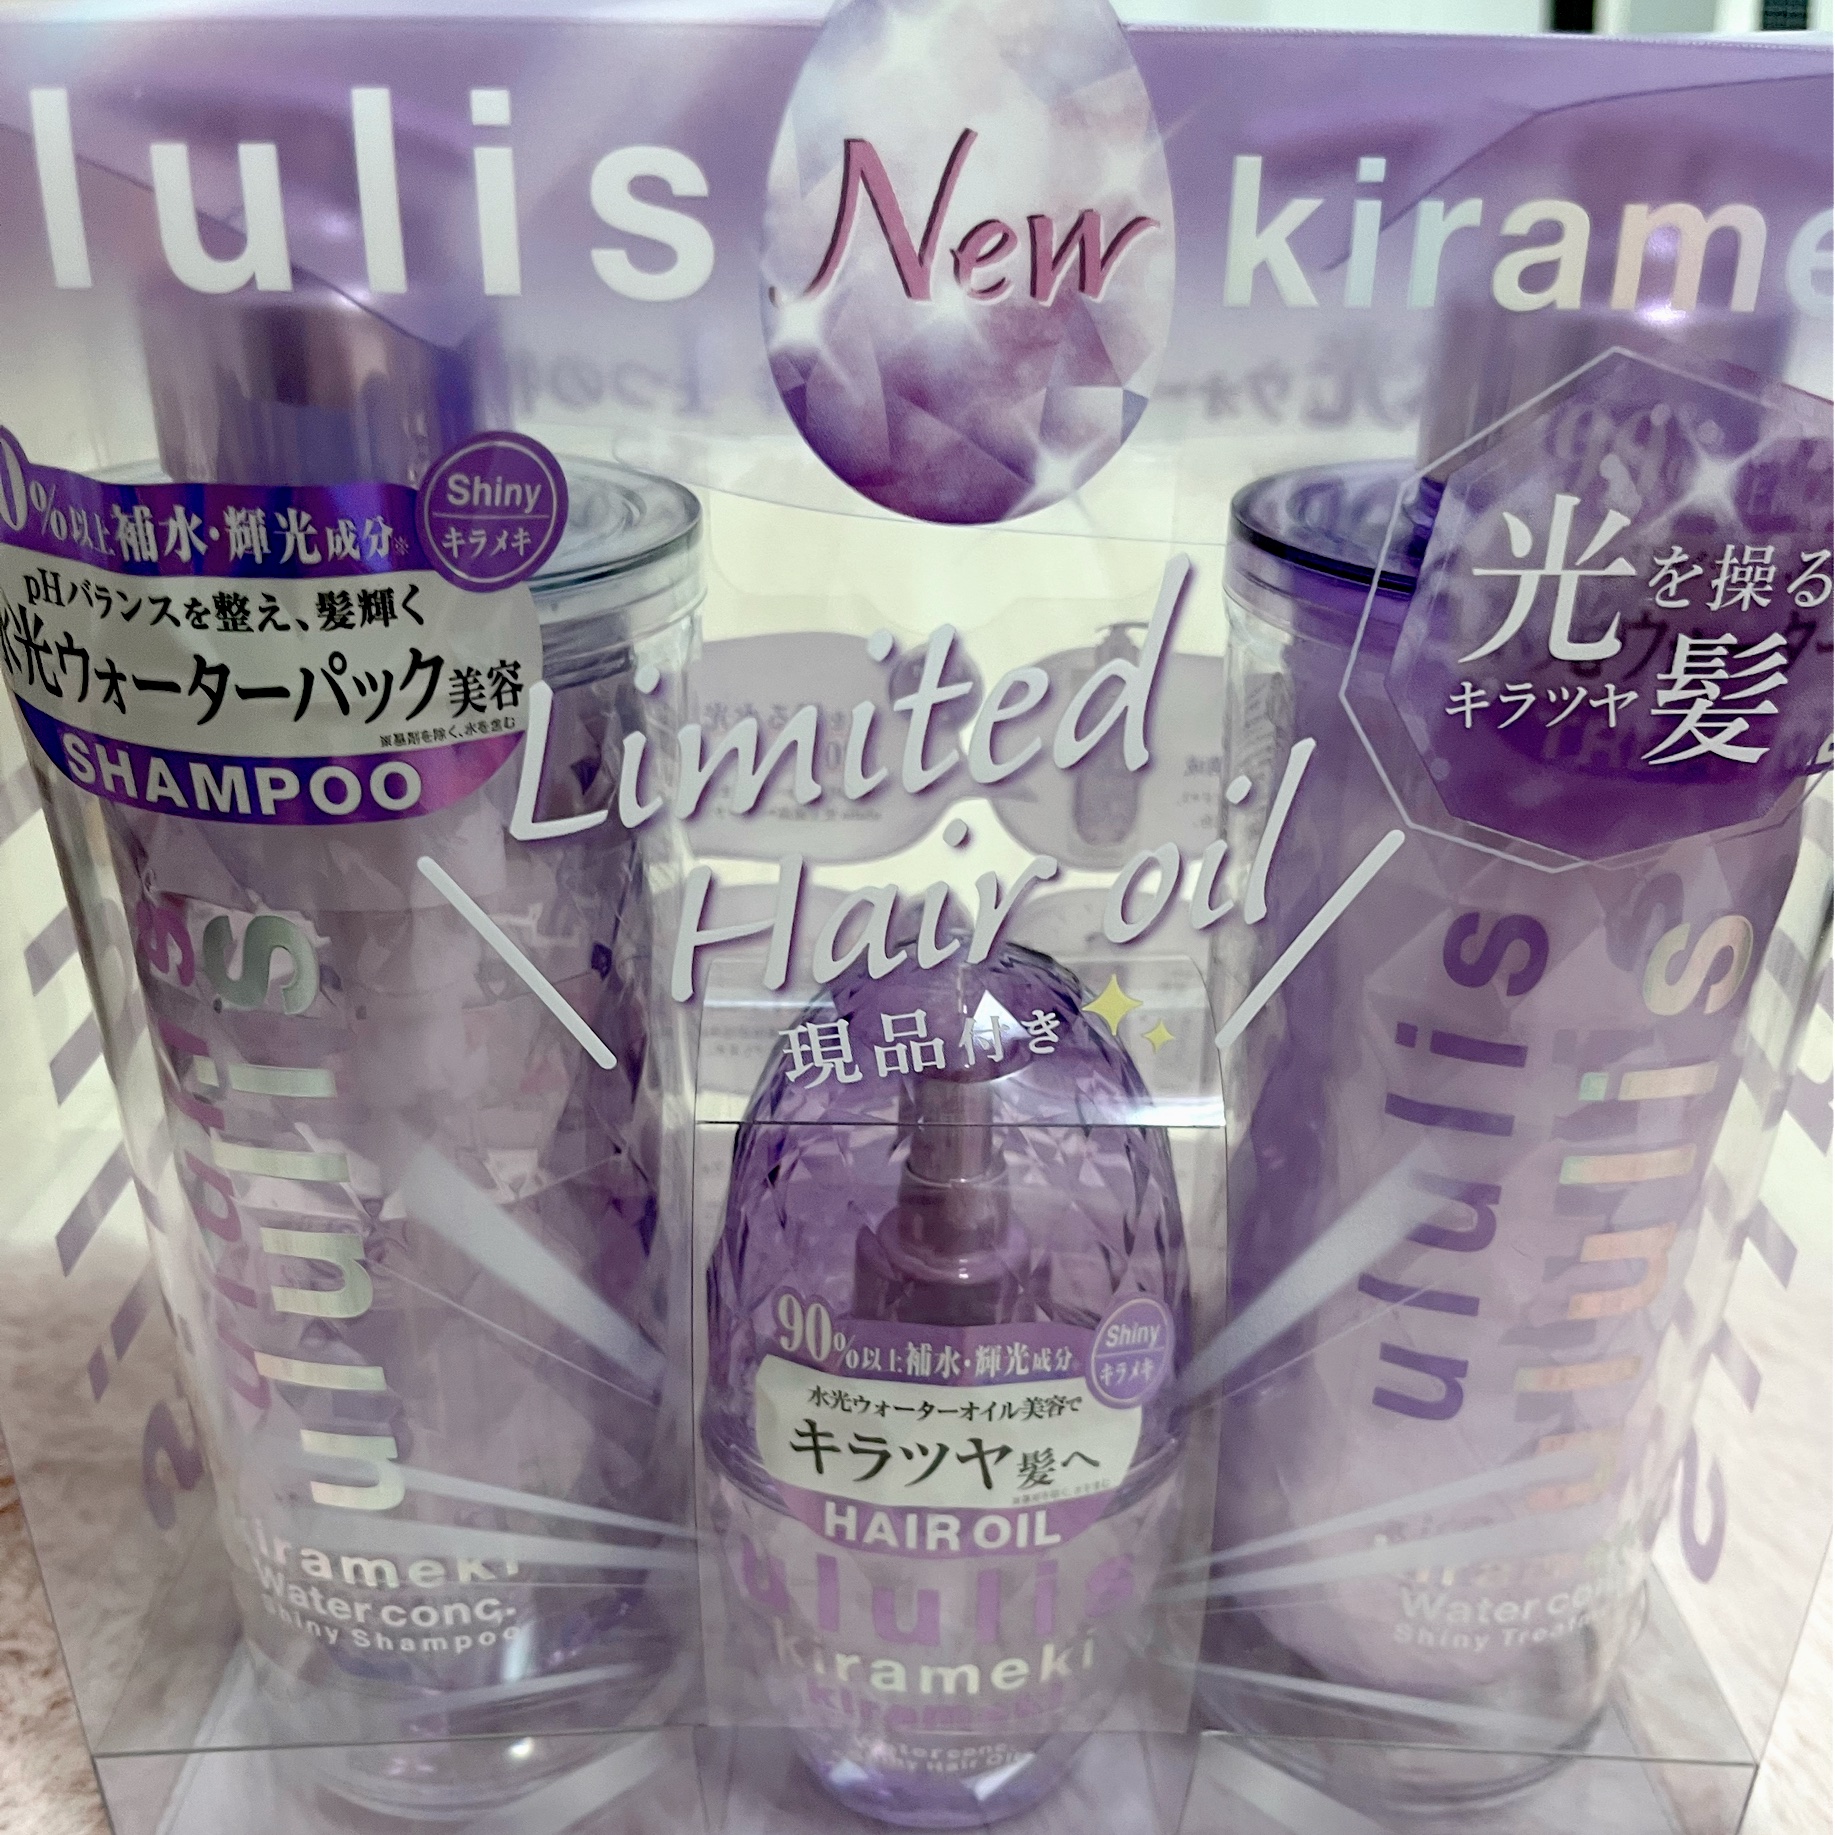 lulis
New
kirame
0%以上補水・輝光成分※
Shiny
キラメキ
pHバランスを整え、髪輝く
水光ウォーターパック美容
※基剤を除く、水を含む
SHAMPOO
光を操る
キラツヤ髪
Limited
Hair oil
現品付き
ululis
kirameki
Water conc.
Shiny Shampoo
90%以上補水・輝光成分
Shiny
キラメキ
水光ウォーターオイル美容で
キラツヤ髪へ
HAIR OIL
ululis
kirameki
ululis
ululis